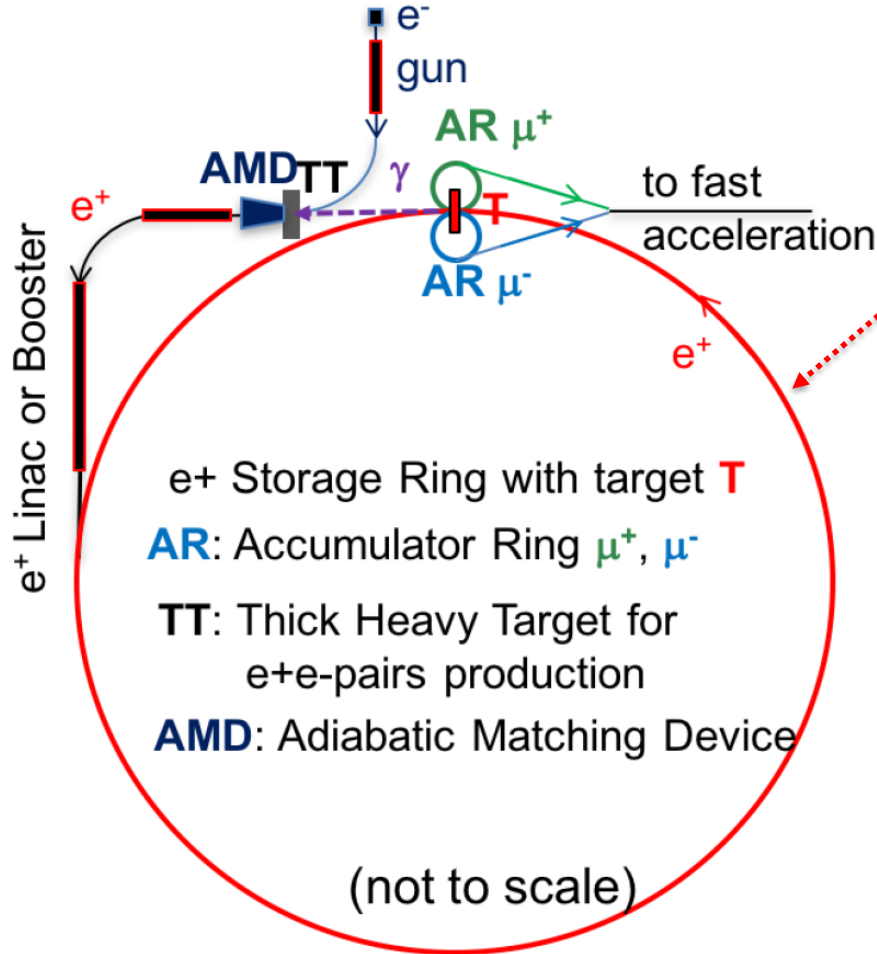 e-
gun
AR μ+
AMD
TT
γ
e+
T
to fast
acceleration
AR μ-
e+ Linac or Booster
e+
e+ Storage Ring with target T
AR: Accumulator Ring μ+, μ-
TT: Thick Heavy Target for
e+e-pairs production
AMD: Adiabatic Matching Device
(not to scale)